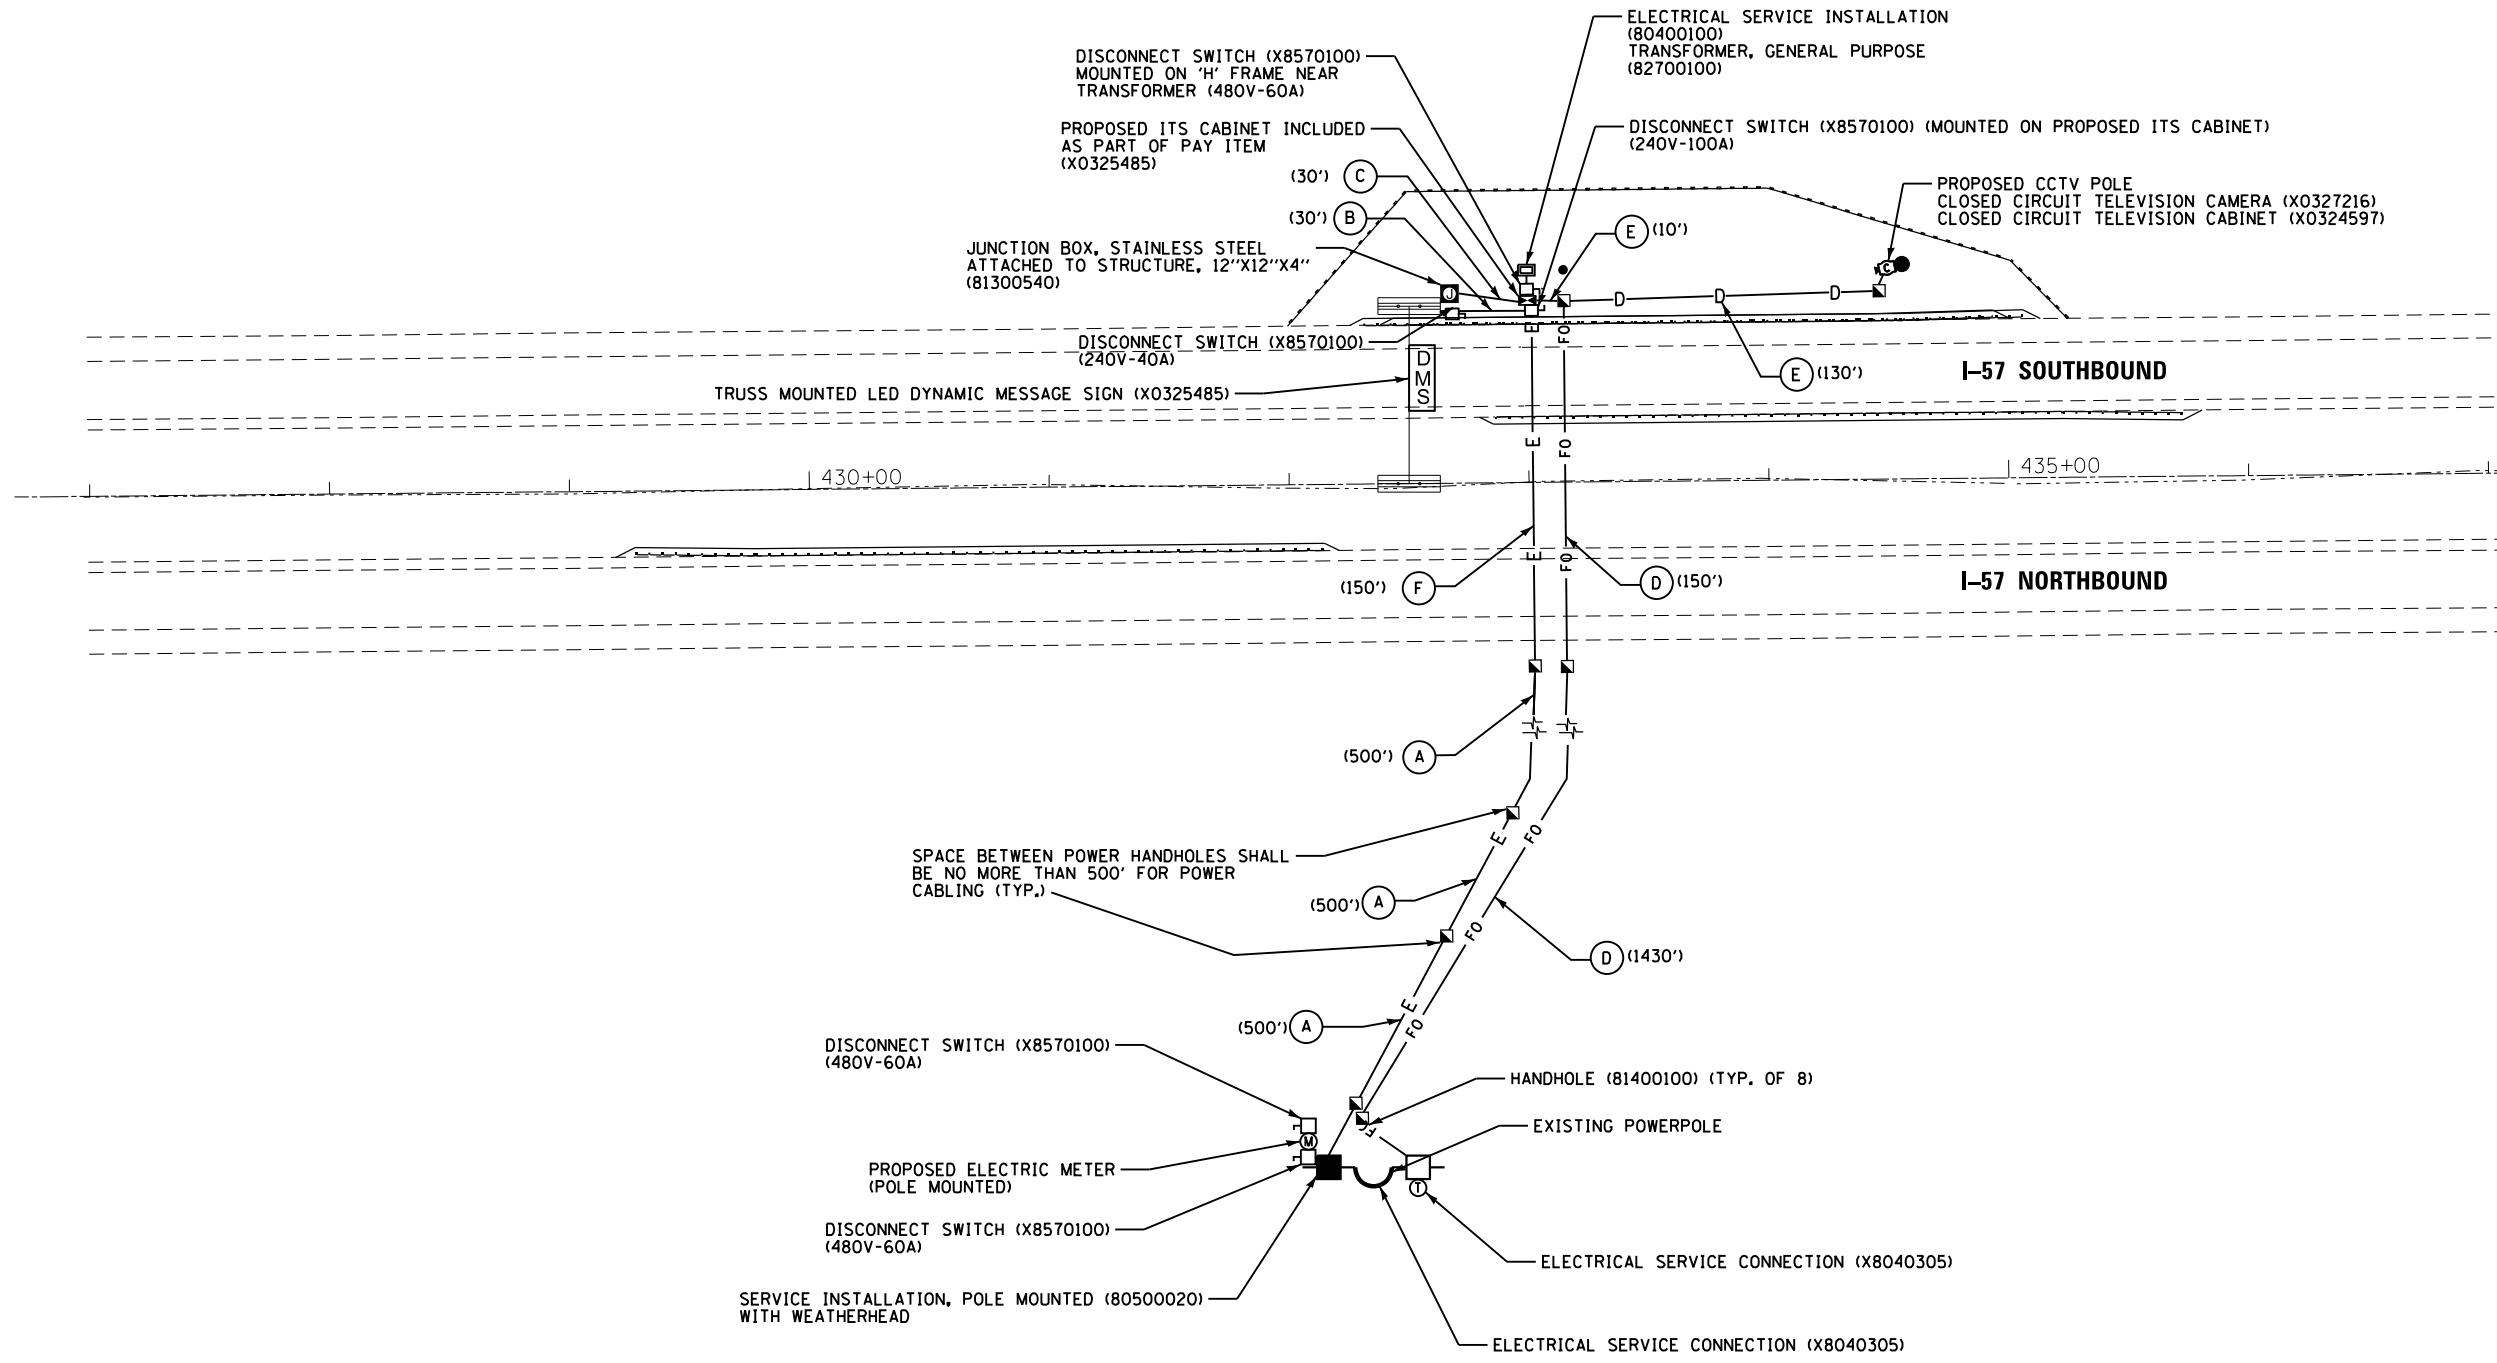 ELECTRICAL SERVICE INSTALLATION
(80400100)
TRANSFORMER, GENERAL PURPOSE
(82700100)
DISCONNECT SWITCH (X8570100)
MOUNTED ON 'H' FRAME NEAR
TRANSFORMER (480V-60A)
PROPOSED ITS CABINET INCLUDED
AS PART OF PAY ITEM
(X0325485)
DISCONNECT SWITCH (X8570100) (MOUNTED ON PROPOSED ITS CABINET)
(240V-100A)
(30') C
(30') B
E (10')
PROPOSED CCTV POLE
CLOSED CIRCUIT TELEVISION CAMERA (X0327216)
CLOSED CIRCUIT TELEVISION CABINET (X0324597)
JUNCTION BOX, STAINLESS STEEL
ATTACHED TO STRUCTURE, 12"X12"X4"
(81300540)
C
J
D D D
E FO
DISCONNECT SWITCH (X8570100)
(240V-40A)
D
M
S
E (130')
I-57 SOUTHBOUND
TRUSS MOUNTED LED DYNAMIC MESSAGE SIGN (X0325485)
E FO
430+00
435+00
E FO
(150') F
D (150')
I-57 NORTHBOUND
(500') A
E FO
SPACE BETWEEN POWER HANDHOLES SHALL
BE NO MORE THAN 500' FOR POWER
CABLING (TYP.)
(500') A
FO
D (1430')
E
(500') A
FO
DISCONNECT SWITCH (X8570100)
(480V-60A)
HANDHOLE (81400100) (TYP. OF 8)
EXISTING POWERPOLE
FO
M
PROPOSED ELECTRIC METER
(POLE MOUNTED)
T
DISCONNECT SWITCH (X8570100)
(480V-60A)
ELECTRICAL SERVICE CONNECTION (X8040305)
SERVICE INSTALLATION, POLE MOUNTED (80500020)
WITH WEATHERHEAD
ELECTRICAL SERVICE CONNECTION (X8040305)